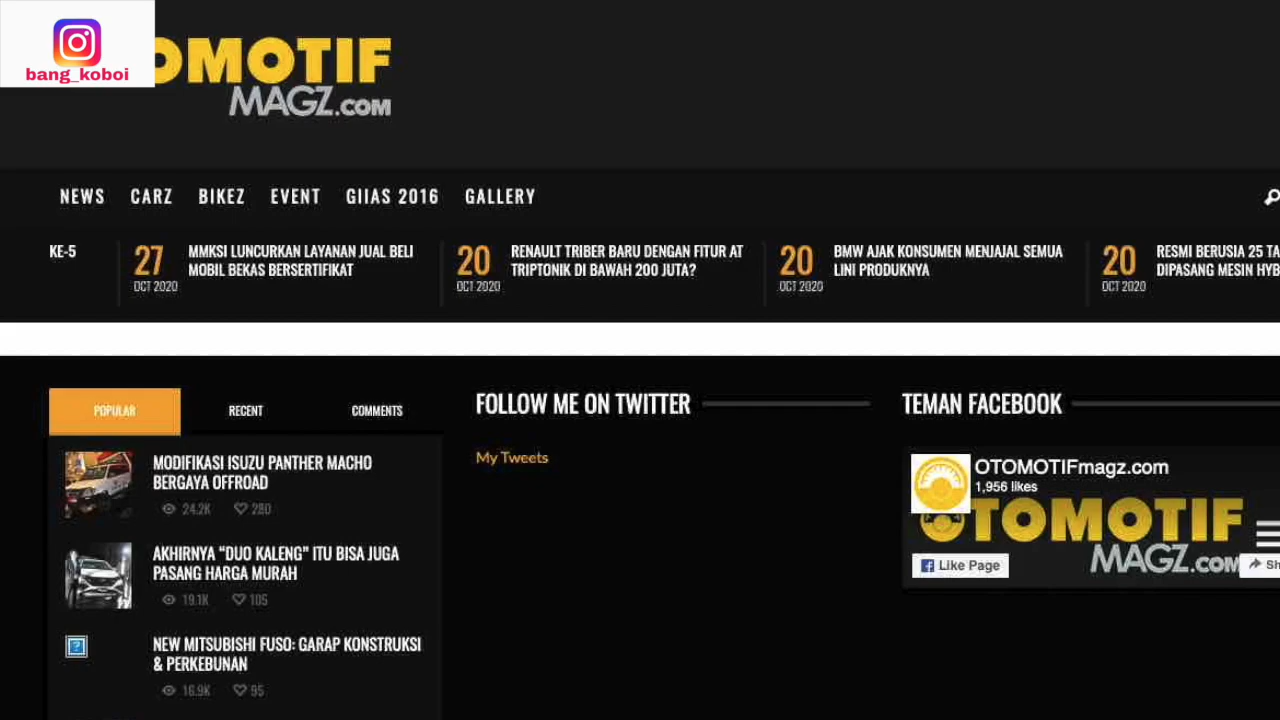 bang_koboi
OTOMOTIF
MAGZ.COM
NEWS CARZ BIKEZ EVENT GIIAS 2016 GALLERY
KE-5
27
OCT 2020
MMKSI LUNCURKAN LAYANAN JUAL BELI
MOBIL BEKAS BERSERTIFIKAT
20
OCT 2020
RENAULT TRIBER BARU DENGAN FITUR AT
TRIPTONIK DI BAWAH 200 JUTA?
20
OCT 2020
BMW AJAK KONSUMEN MENJAJAL SEMUA
LINI PRODUKNYA
20
OCT 2020
RESMI BERUSIA 25
DIPASANG MESIN
POPULAR RECENT COMMENTS
MODIFIKASI ISUZU PANTHER MACHO
BERGAYA OFFROAD
24.2K 280
AKHIRNYA "DUO KALENG" ITU BISA JUGA
PASANG HARGA MURAH
19.1K 105
NEW MITSUBISHI FUSO: GARAP KONSTRUKSI
& PERKEBUNAN
16.9K 95
FOLLOW ME ON TWITTER
My Tweets
TEMAN FACEBOOK
OTOMOTIFmagz.com
1,956 likes
OTOMOTIF
MAGZ.COM
Like Page